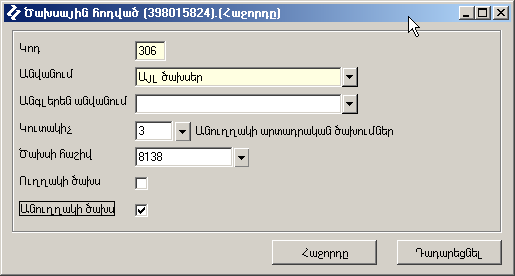 Ծախսային հոդված (398015824).(Հաջորդը)
Կոդ 306
Անվանում Այլ ծախսեր
Անգլերեն անվանում
Կուտակիչ 3 Անուղղակի արտադրական ծախումներ
Ծախսի հաշիվ 8138
Ուղղակի ծախս
Անուղղակի ծախս
Հաջորդը Դադարեցնել